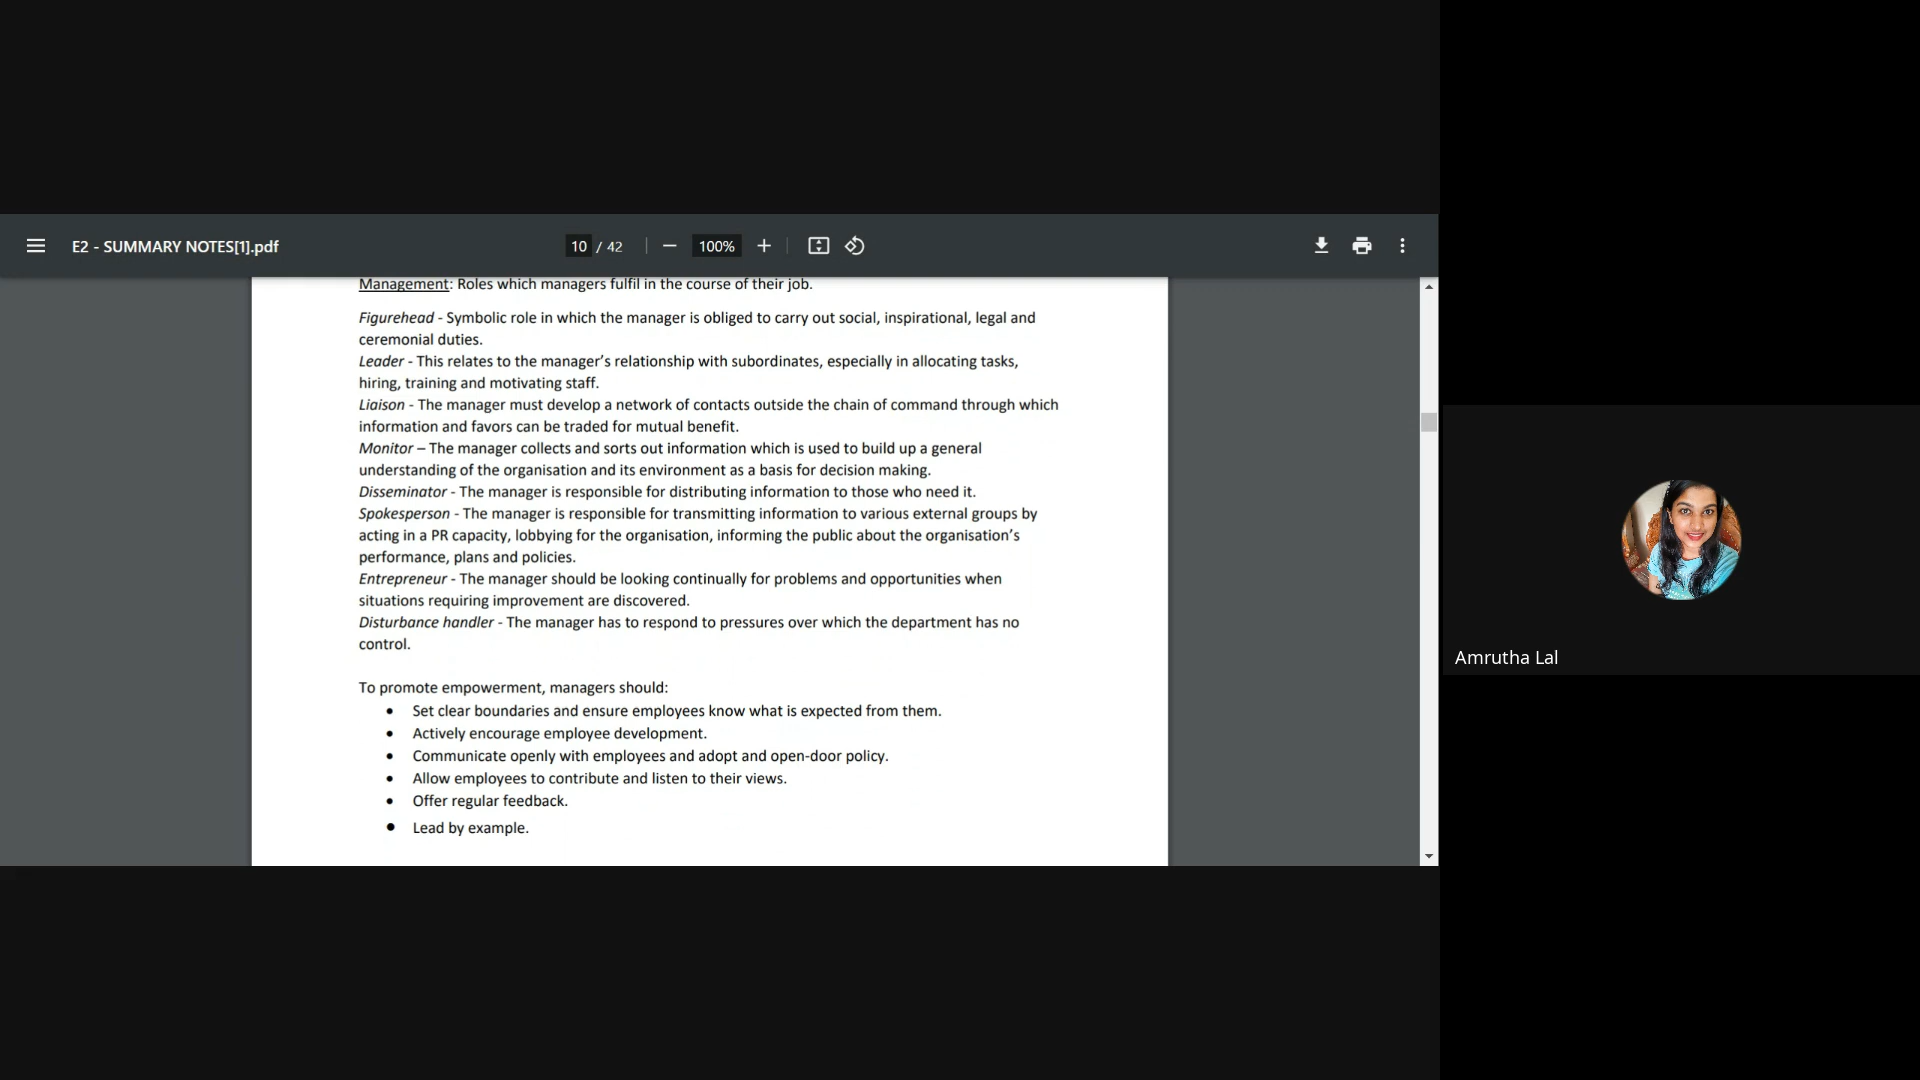 E2 - SUMMARY NOTES[1].pdf
10 / 42
100%
Management: Roles which managers fulfil in the course of their job.
Figurehead - Symbolic role in which the manager is obliged to carry out social, inspirational, legal and
ceremonial duties.
Leader - This relates to the manager’s relationship with subordinates, especially in allocating tasks,
hiring, training and motivating staff.
Liaison - The manager must develop a network of contacts outside the chain of command through which
information and favors can be traded for mutual benefit.
Monitor – The manager collects and sorts out information which is used to build up a general
understanding of the organisation and its environment as a basis for decision making.
Disseminator - The manager is responsible for distributing information to those who need it.
Spokesperson - The manager is responsible for transmitting information to various external groups by
acting in a PR capacity, lobbying for the organisation, informing the public about the organisation’s
performance, plans and policies.
Entrepreneur - The manager should be looking continually for problems and opportunities when
situations requiring improvement are discovered.
Disturbance handler - The manager has to respond to pressures over which the department has no
control.
To promote empowerment, managers should:
• Set clear boundaries and ensure employees know what is expected from them.
• Actively encourage employee development.
• Communicate openly with employees and adopt and open-door policy.
• Allow employees to contribute and listen to their views.
• Offer regular feedback.
• Lead by example.
Amrutha Lal